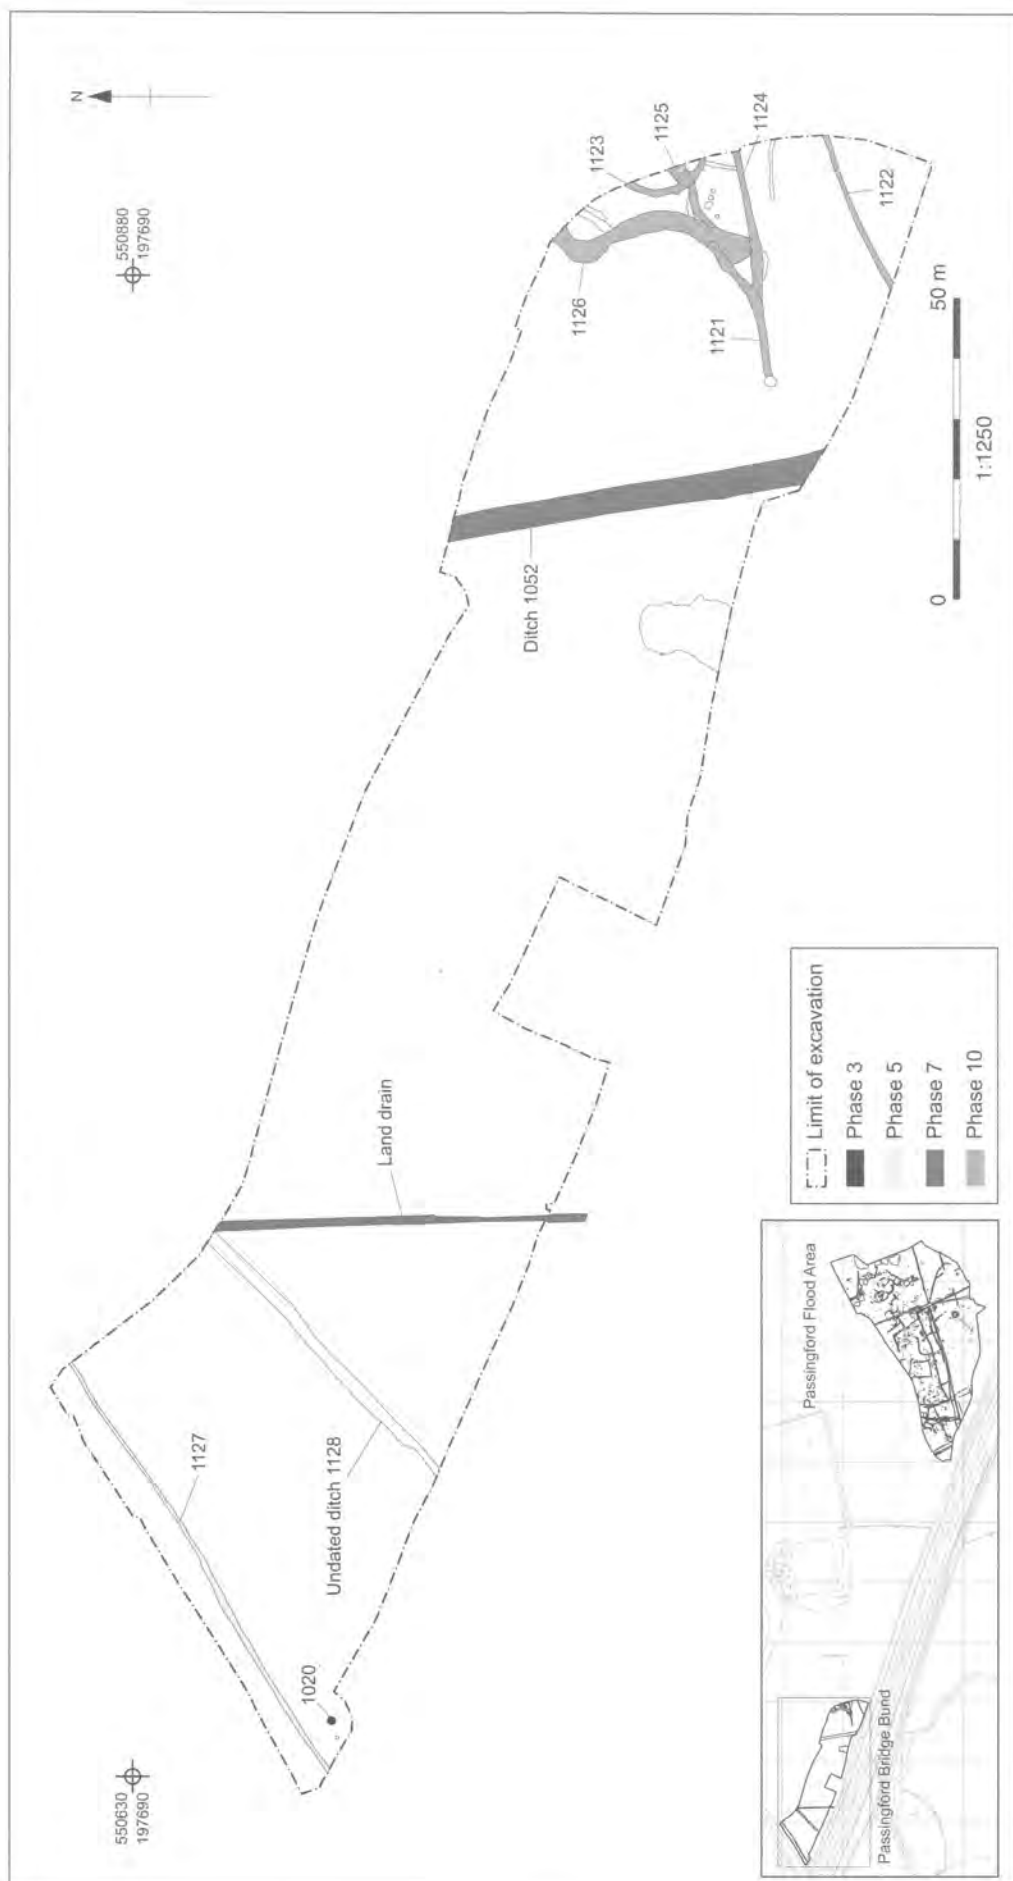 N
550630
197690
550880
197690
1127
1020
Undated ditch 1128
Land drain
Ditch 1052
1126
1123
1125
1124
1121
1122
0
50 m
1:1250
Passingford Bridge Bund
Passingford Flood Area
Limit of excavation
Phase 3
Phase 5
Phase 7
Phase 10